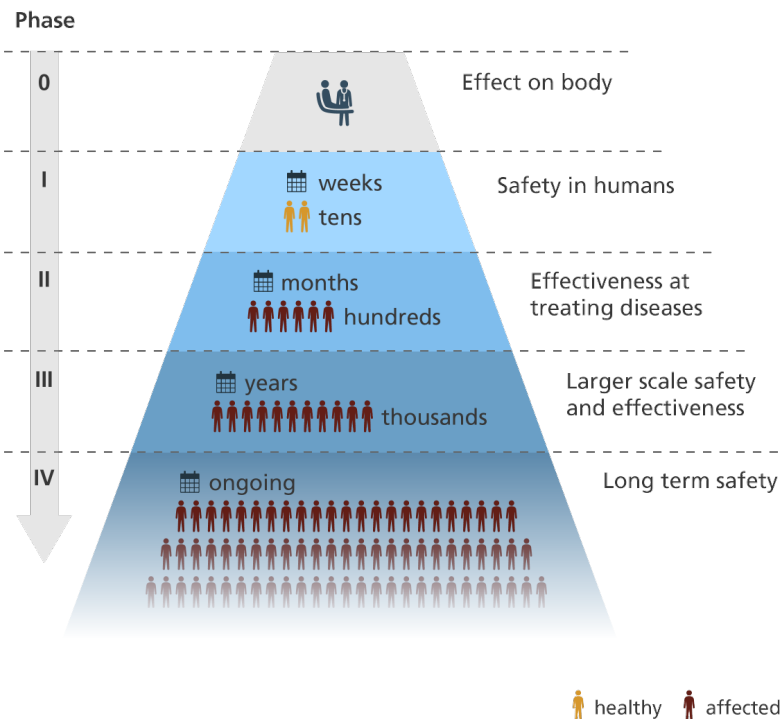 Phase
0
Effect on body
I
weeks
Safety in humans
tens
II
months
Effectiveness at
treating diseases
hundreds
III
years
Larger scale safety
and effectiveness
thousands
IV
ongoing
Long term safety
healthy affected